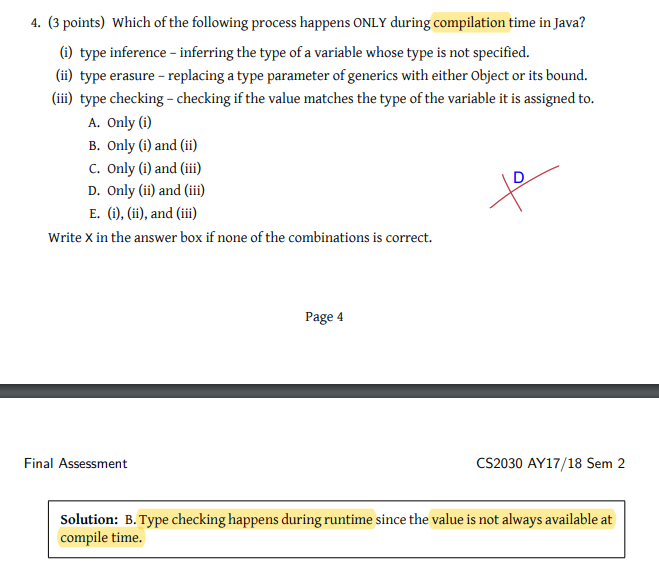 4. (3 points) Which of the following process happens ONLY during compilation time in Java?
(i) type inference – inferring the type of a variable whose type is not specified.
(ii) type erasure – replacing a type parameter of generics with either Object or its bound.
(iii) type checking – checking if the value matches the type of the variable it is assigned to.
A. Only (i)
B. Only (i) and (ii)
C. Only (i) and (iii)
D. Only (ii) and (iii)
E. (i), (ii), and (iii)
D
Write X in the answer box if none of the combinations is correct.
Page 4
Final Assessment CS2030 AY17/18 Sem 2
Solution: B. Type checking happens during runtime since the value is not always available at
compile time.